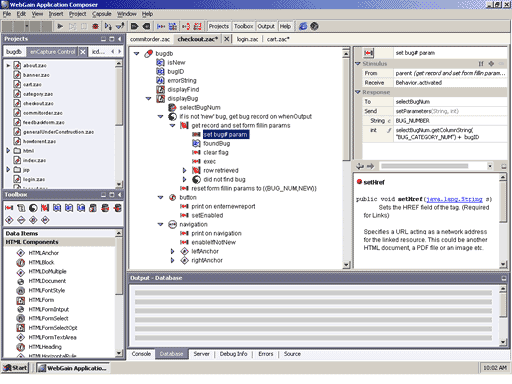 WebGain Application Composer
File Edit Insert Project Capsule Window Help
Projects Toolbox Output Help
Projects
bugdb emCapture Control icd...
about.zac
banner.zac
cart.zac
category.zac
checkout.zac
commitorder.zac
feedbackform.zac
generalUnderConstruction.zac
howtorent.zac
html
index.zac
jsp
login.zac
Toolbox
Data Items
HTML Components
HTMLAnchor
HTMLBlock
HTMLDoMultiple
HTMLDocument
HTMLFontStyle
HTMLForm
HTMLFormIntput
HTMLFormSelect
HTMLFormSelectOpt
HTMLFormTextArea
HTMLHeading
HTMLHorizontalRule
commitorder.zac checkout.zac* login.zac cart.zac*
bugdb
isNew
bugID
errorString
displayFind
displayBug
selectBugNum
if is not 'new' bug, get bug record on whenOutput
get record and set form fillin params
set bug# param
foundBug
clear flag
exec
row retrieved
did not find bug
reset form fillin params to ((BUG_NUM,NEW))
button
print on enternewreport
setEnabled
navigation
print on navigation
enableIfNotNew
leftAnchor
rightAnchor
set bug# param
Stimulus
From parent (get record and set form fillin param...
Receive Behavior.activated
Response
To selectBugNum
Send setParameters(String, int)
String c BUG_NUMBER
int f selectBugNum.getColumnString(
"BUG_CATEGORY_NUM") + bugID
setHref
public void setHref(java.lang.String s)
Sets the HREF field of the tag. (Required
for Links)
Specifies a URL acting as a network address
for the linked resource. This could be another
HTML document, a PDF file or an image etc.
Output - Database
Console Database Server Debug Info Errors Source
Start WebGain Application... 10:02 AM